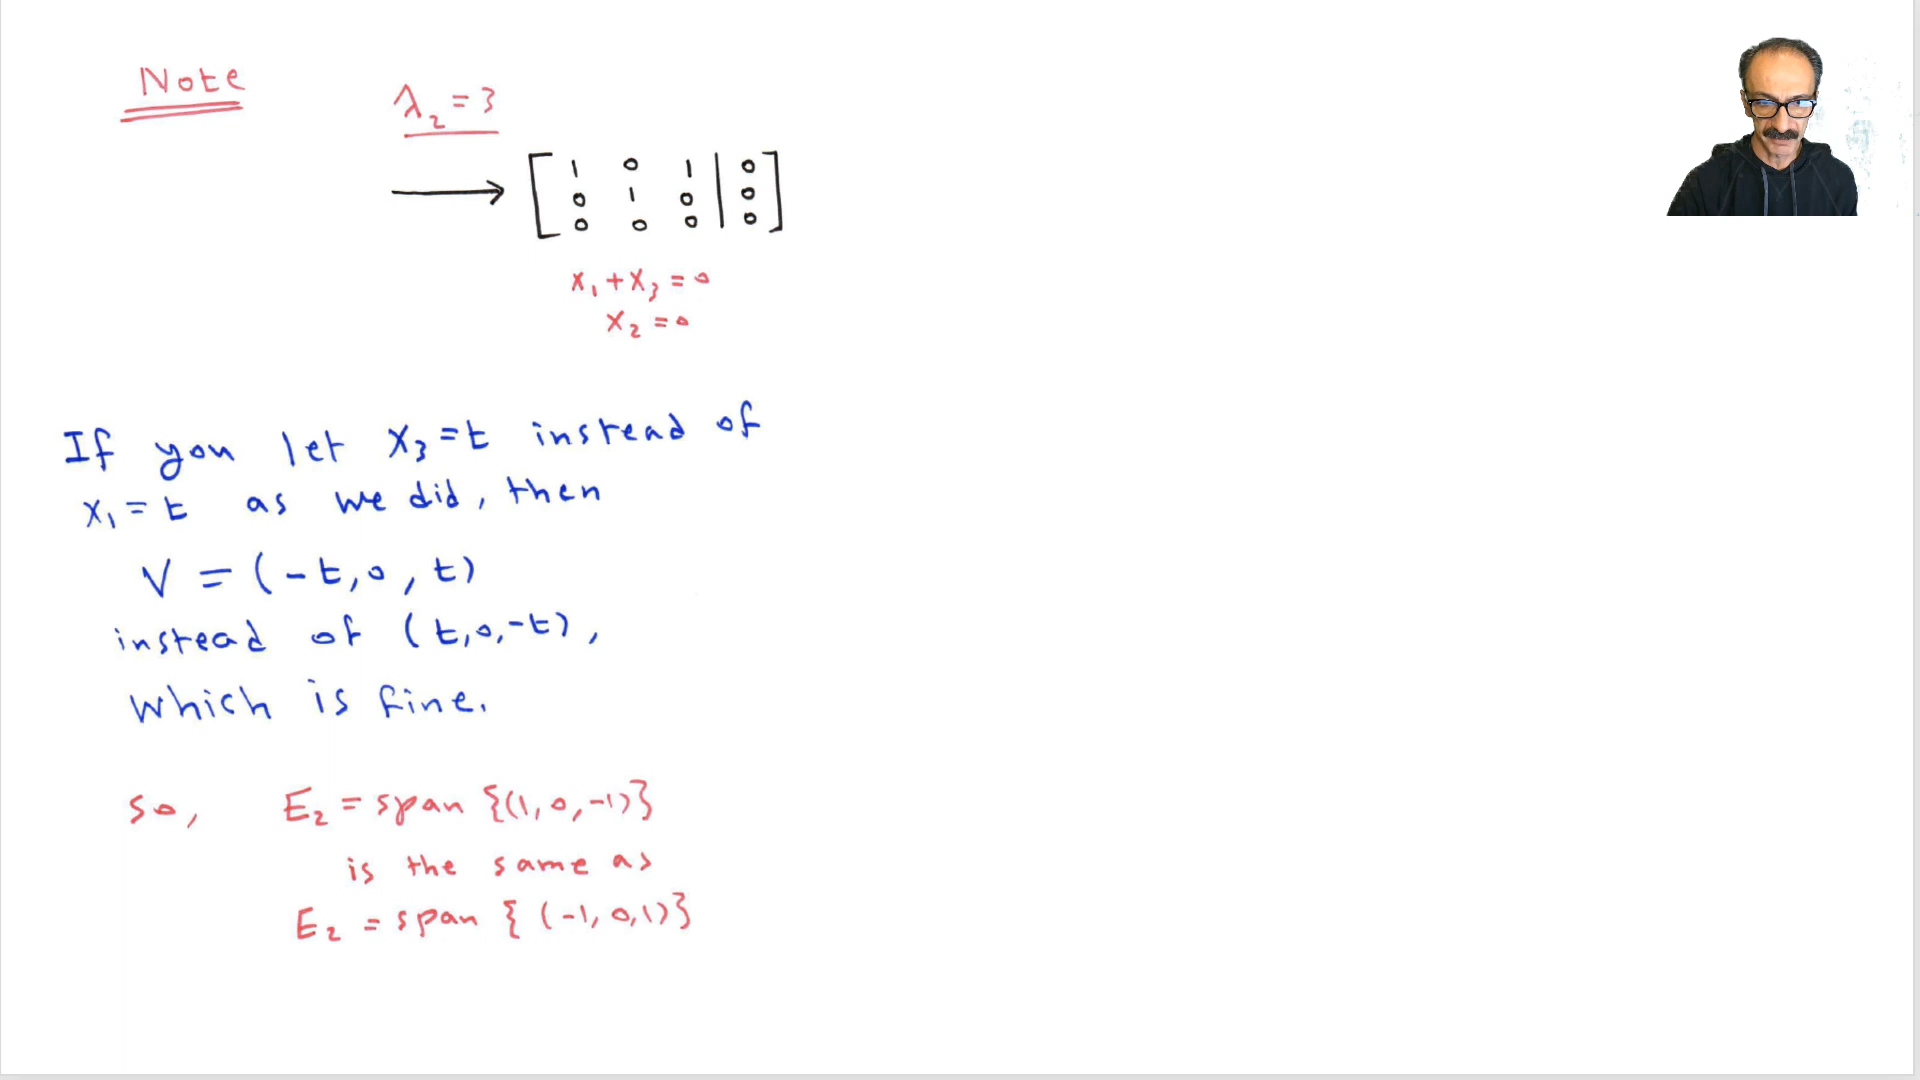 Note
λ₂ = 3
→ [ 1 0 1 | 0 ]
[ 0 1 0 | 0 ]
[ 0 0 0 | 0 ]
x₁ + x₃ = 0
x₂ = 0
If you let x₃ = t instead of
x₁ = t as we did, then
V = (-t, 0, t)
instead of (t, 0, -t),
which is fine.
so, E₂ = span {(1, 0, -1)}
is the same as
E₂ = span { (-1, 0, 1)}